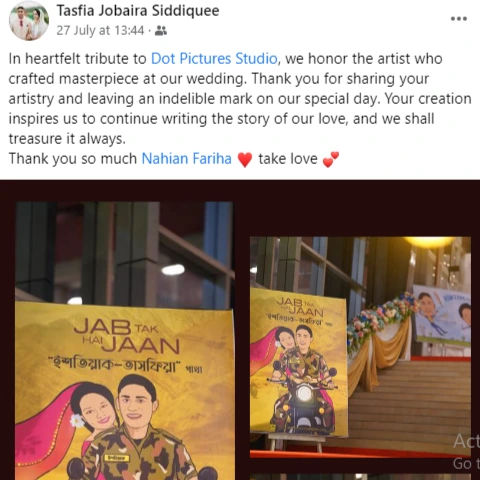 Tasfia Jobaira Siddiquee
27 July at 13:44 ·
In heartfelt tribute to Dot Pictures Studio, we honor the artist who
crafted masterpiece at our wedding. Thank you for sharing your
artistry and leaving an indelible mark on our special day. Your creation
inspires us to continue writing the story of our love, and we shall
treasure it always.
Thank you so much Nahian Fariha ❤️ take love 💕
JAB TAK
HAI JAAN
"ইশতিয়াক-তাসফিয়া" গাথা
JAB TAK
HAI JAAN
"ইশতিয়াক-তাসফিয়া" গাথা
Act
Go t